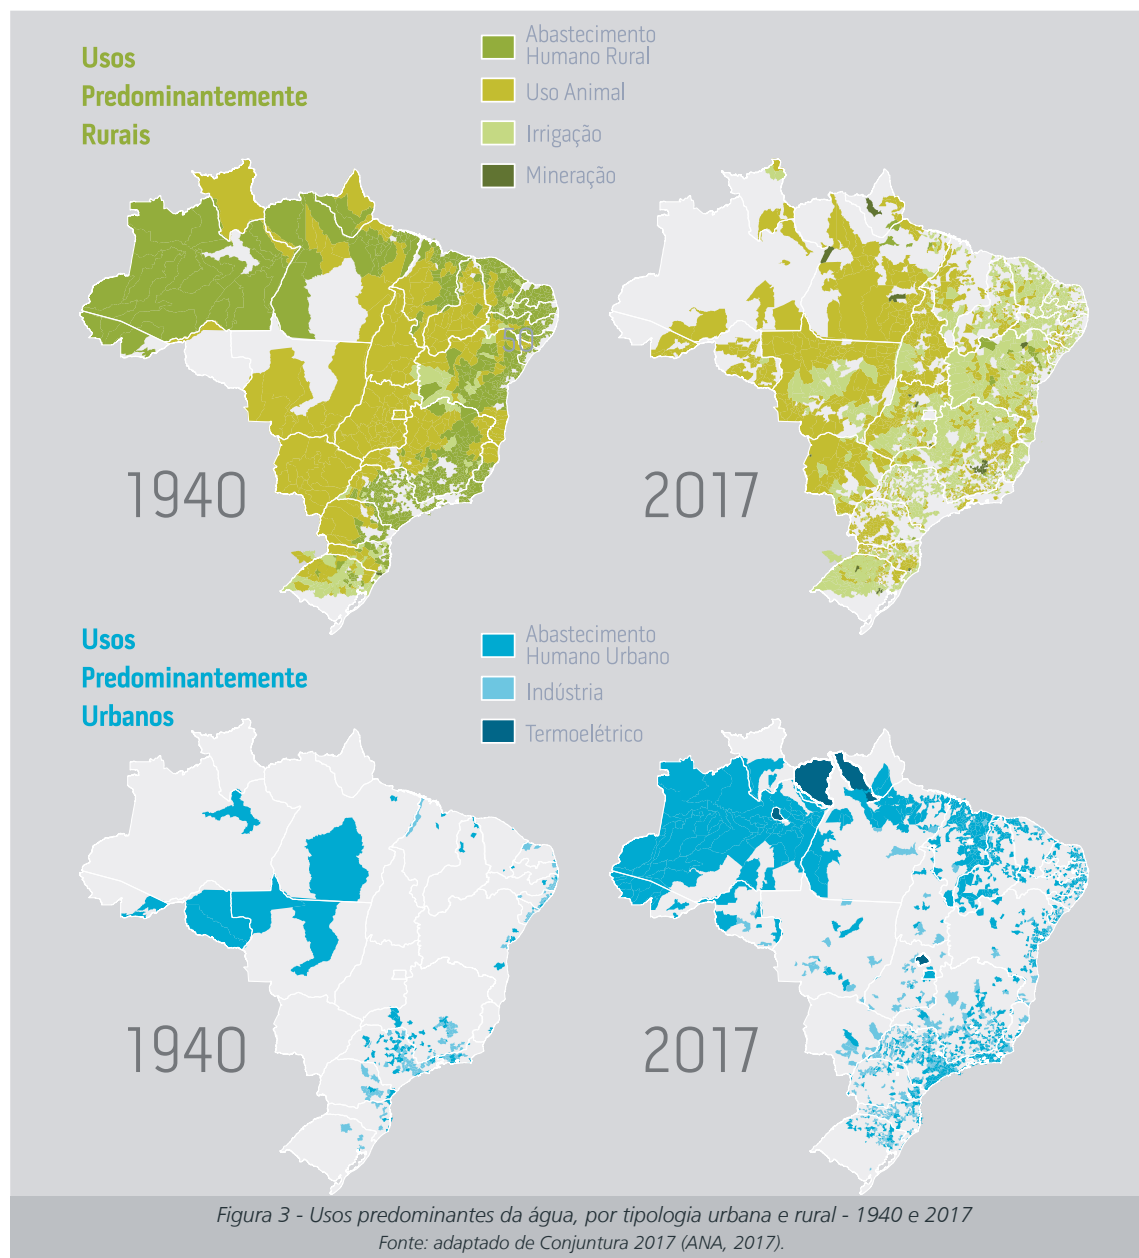 Usos
Predominantemente
Rurais
Abastecimento
Humano Rural
Uso Animal
Irrigação
Mineração
SG
1940
2017
Usos
Predominantemente
Urbanos
Abastecimento
Humano Urbano
Indústria
Termoelétrico
1940
2017
Figura 3 - Usos predominantes da água, por tipologia urbana e rural - 1940 e 2017
Fonte: adaptado de Conjuntura 2017 (ANA, 2017).